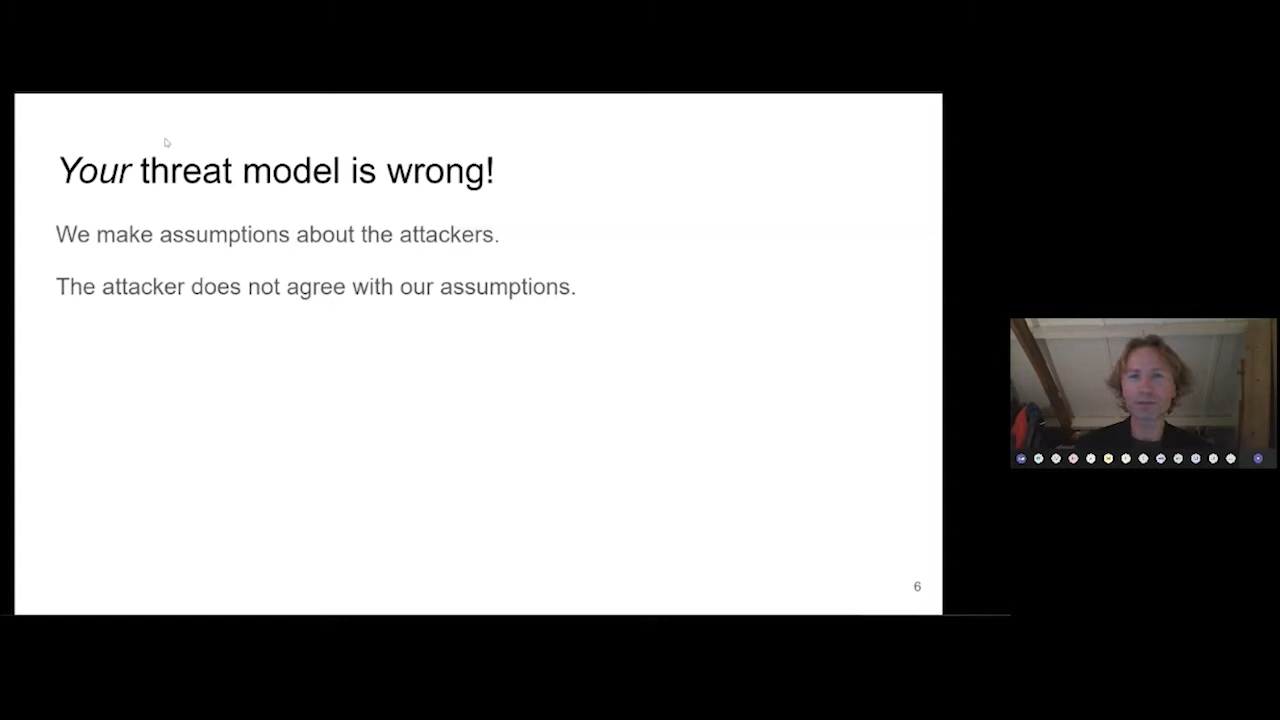 Your threat model is wrong!
We make assumptions about the attackers.
The attacker does not agree with our assumptions.
6